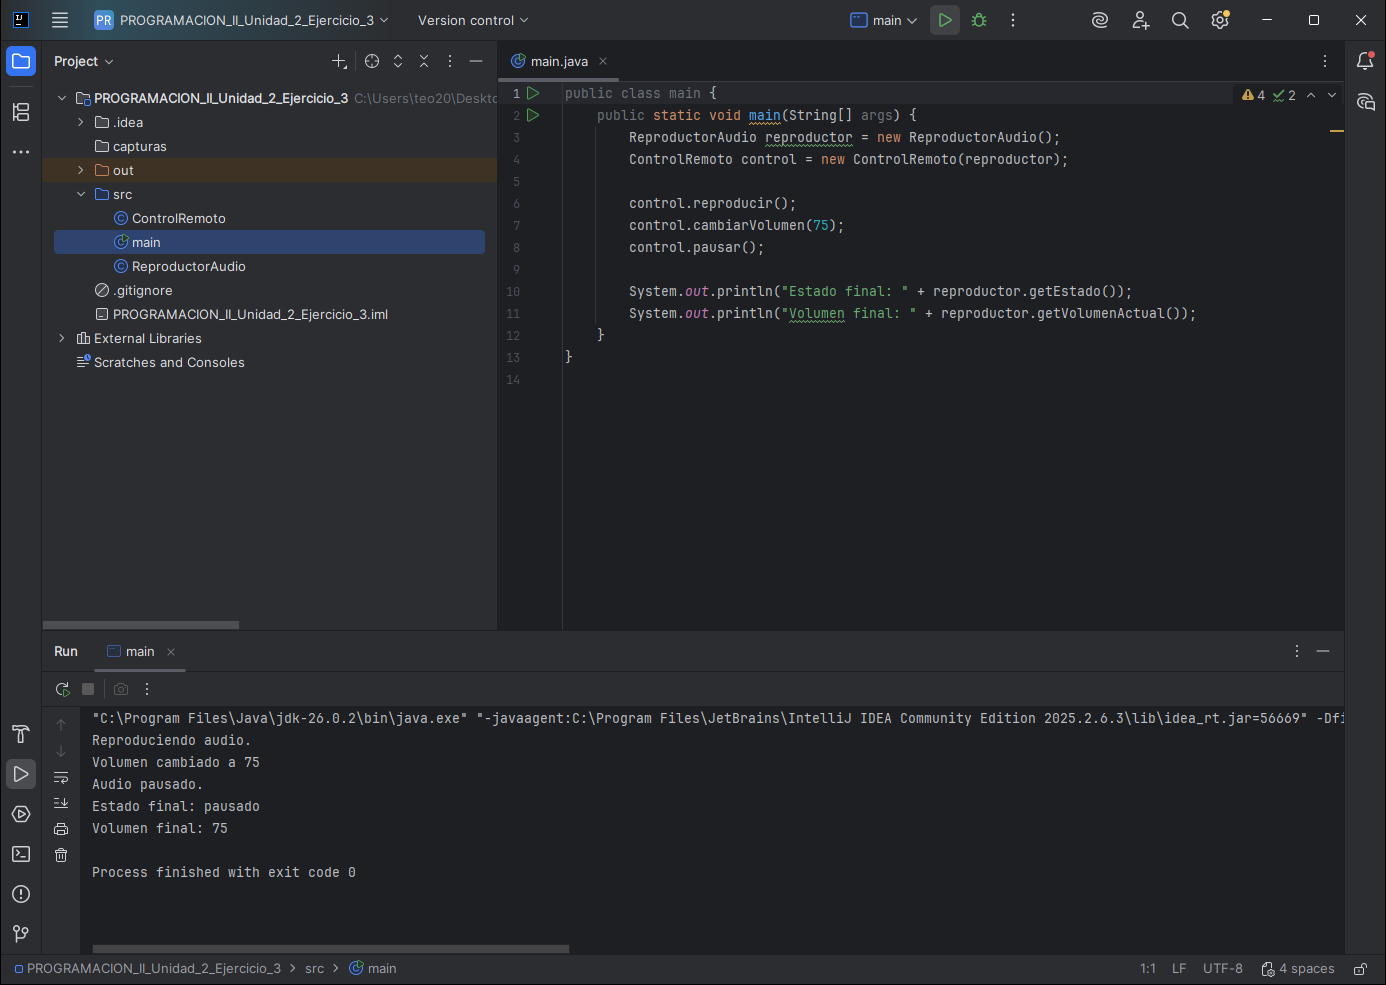 PR PROGRAMACION_II_Unidad_2_Ejercicio_3 Version control main
Project
main.java
PROGRAMACION_II_Unidad_2_Ejercicio_3 C:\Users\teo20\Deskto
.idea
capturas
out
src
ControlRemoto
main
ReproductorAudio
.gitignore
PROGRAMACION_II_Unidad_2_Ejercicio_3.iml
External Libraries
Scratches and Consoles
4 2
1 public class main {
2 public static void main(String[] args) {
3 ReproductorAudio reproductor = new ReproductorAudio();
4 ControlRemoto control = new ControlRemoto(reproductor);
5
6 control.reproducir();
7 control.cambiarVolumen(75);
8 control.pausar();
9
10 System.out.println("Estado final: " + reproductor.getEstado());
11 System.out.println("Volumen final: " + reproductor.getVolumenActual());
12 }
13 }
14
Run main
"C:\Program Files\Java\jdk-26.0.2\bin\java.exe" "-javaagent:C:\Program Files\JetBrains\IntelliJ IDEA Community Edition 2025.2.6.3\lib\idea_rt.jar=56669" -Dfi
Reproduciendo audio.
Volumen cambiado a 75
Audio pausado.
Estado final: pausado
Volumen final: 75
Process finished with exit code 0
PROGRAMACION_II_Unidad_2_Ejercicio_3 > src > main 1:1 LF UTF-8 4 spaces